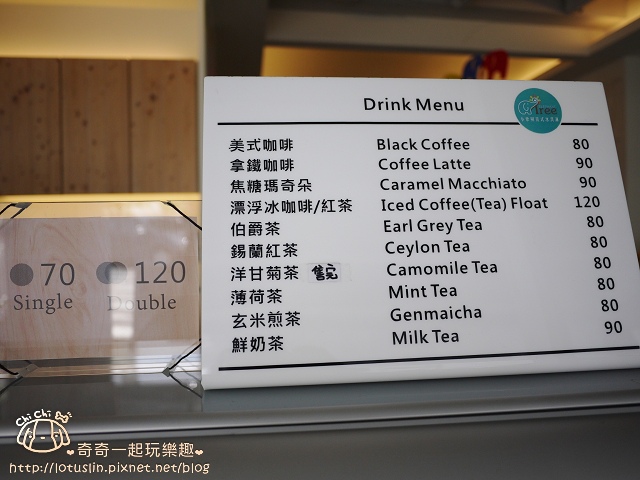 Drink Menu
Tree
美式咖啡 Black Coffee 80
拿鐵咖啡 Coffee Latte 90
焦糖瑪奇朵 Caramel Macchiato 90
漂浮冰咖啡/紅茶 Iced Coffee(Tea) Float 120
伯爵茶 Earl Grey Tea 80
錫蘭紅茶 Ceylon Tea 80
洋甘菊茶 售完 Camomile Tea 80
薄荷茶 Mint Tea 80
玄米煎茶 Genmaicha 80
鮮奶茶 Milk Tea 90
70 120
Single Double
Chi Chi
奇奇一起玩樂趣
http://lotuslin.pixnet.net/blog